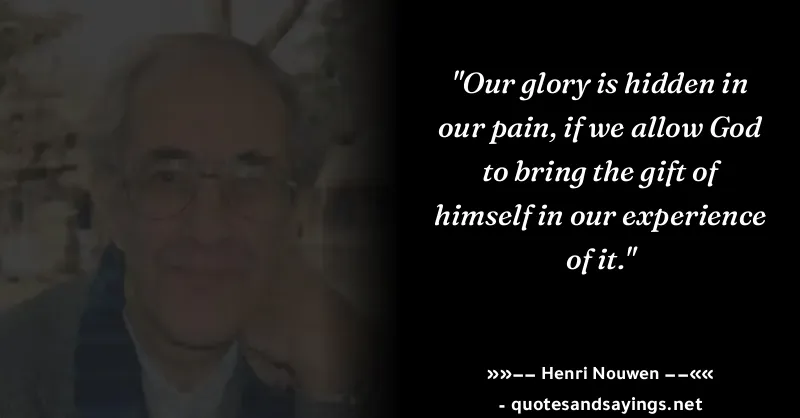 "Our glory is hidden in
our pain, if we allow God
to bring the gift of
himself in our experience
of it."
»»−− Henri Nouwen −−««
- quotesandsayings.net